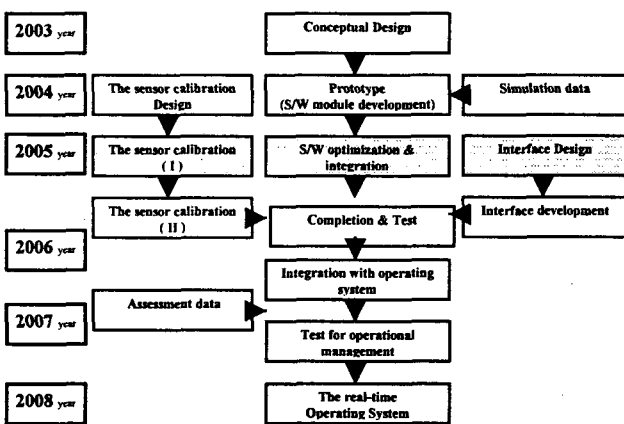 2003 year
Conceptual Design
2004 year
The sensor calibration
Design
Prototype
(S/W module development)
Simulation data
2005 year
The sensor calibration
( I )
S/W optimization &
integration
Interface Design
The sensor calibration
( II )
Completion & Test
Interface development
2006 year
Integration with operating
system
Assessment data
2007 year
Test for operational
management
2008 year
The real-time
Operating System